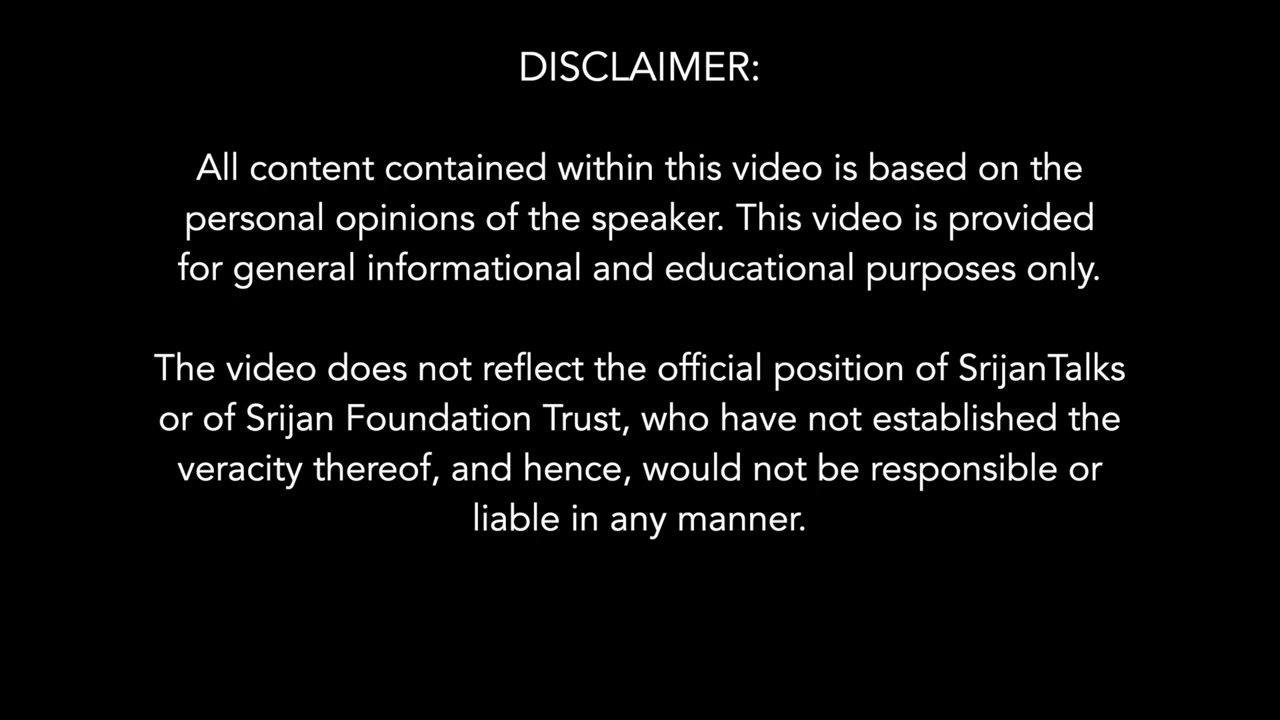 DISCLAIMER:
All content contained within this video is based on the
personal opinions of the speaker. This video is provided
for general informational and educational purposes only.
The video does not reflect the official position of SrijanTalks
or of Srijan Foundation Trust, who have not established the
veracity thereof, and hence, would not be responsible or
liable in any manner.